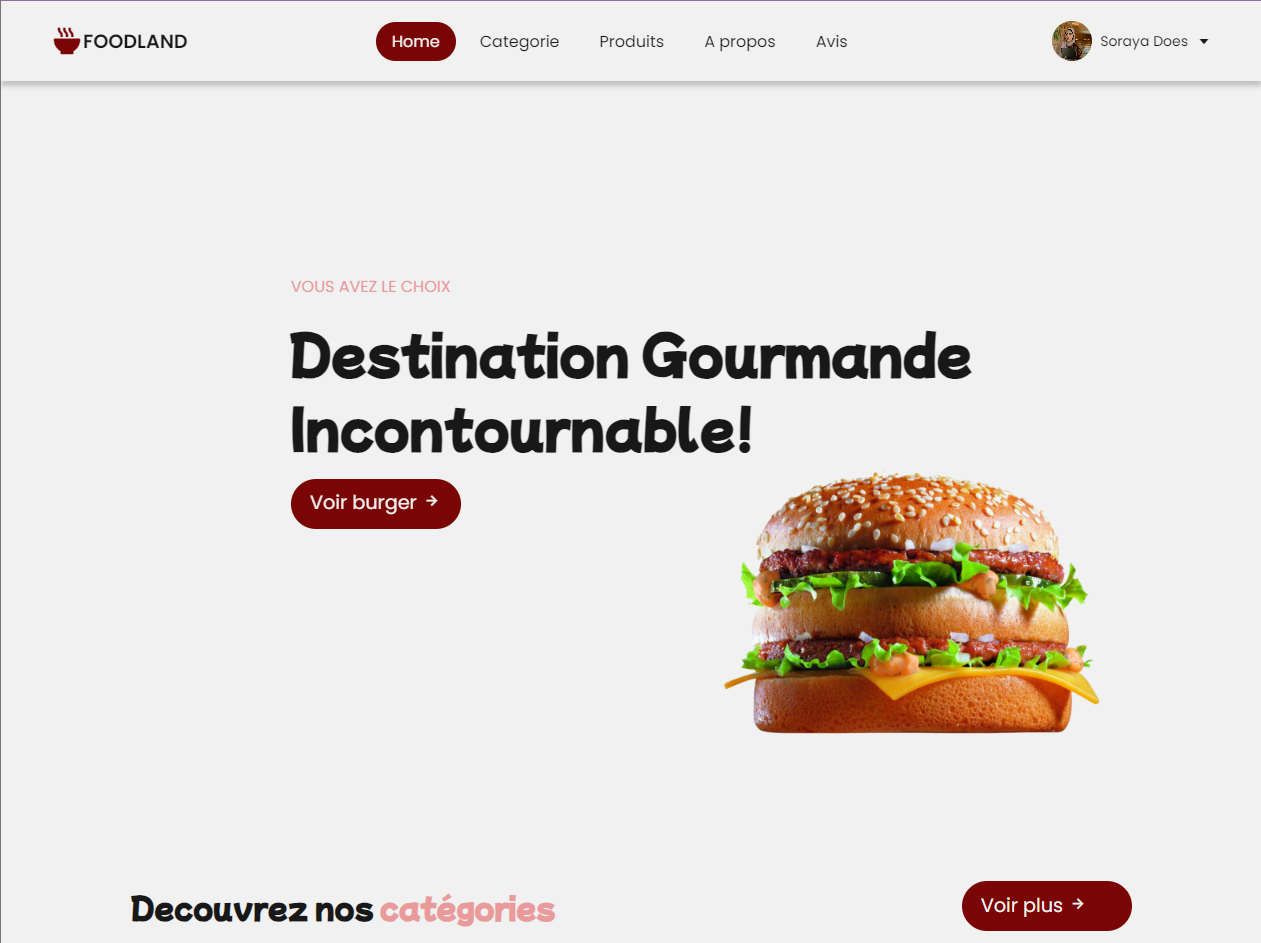 FOODLAND
Home Categorie Produits A propos Avis
Soraya Does
VOUS AVEZ LE CHOIX
Destination Gourmande
Incontournable!
Voir burger
Decouvrez nos catégories
Voir plus